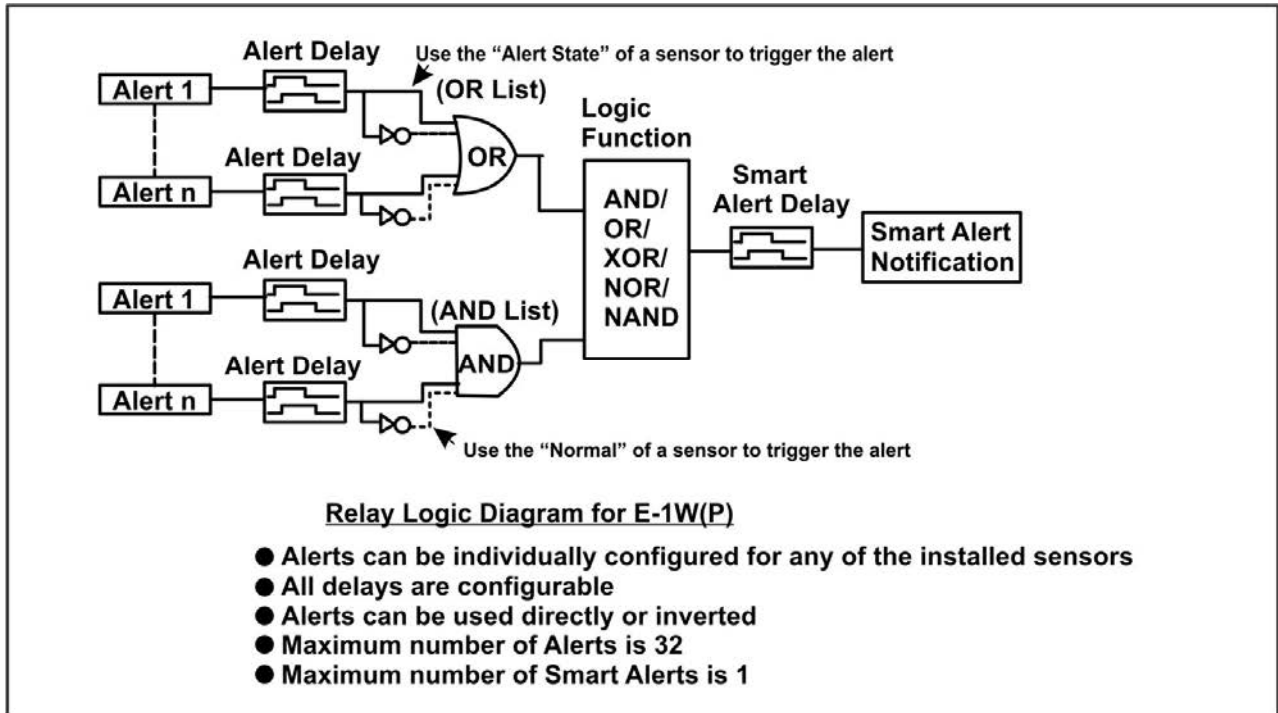 Alert Delay
Use the “Alert State” of a sensor to trigger the alert
Alert 1
(OR List)
Alert Delay
OR
Alert n
Logic
Function
AND/
OR/
XOR/
NOR/
NAND
Smart
Alert Delay
Smart Alert
Notification
Alert Delay
Alert 1
(AND List)
Alert Delay
AND
Alert n
Use the “Normal” of a sensor to trigger the alert
Relay Logic Diagram for E-1W(P)
● Alerts can be individually configured for any of the installed sensors
● All delays are configurable
● Alerts can be used directly or inverted
● Maximum number of Alerts is 32
● Maximum number of Smart Alerts is 1